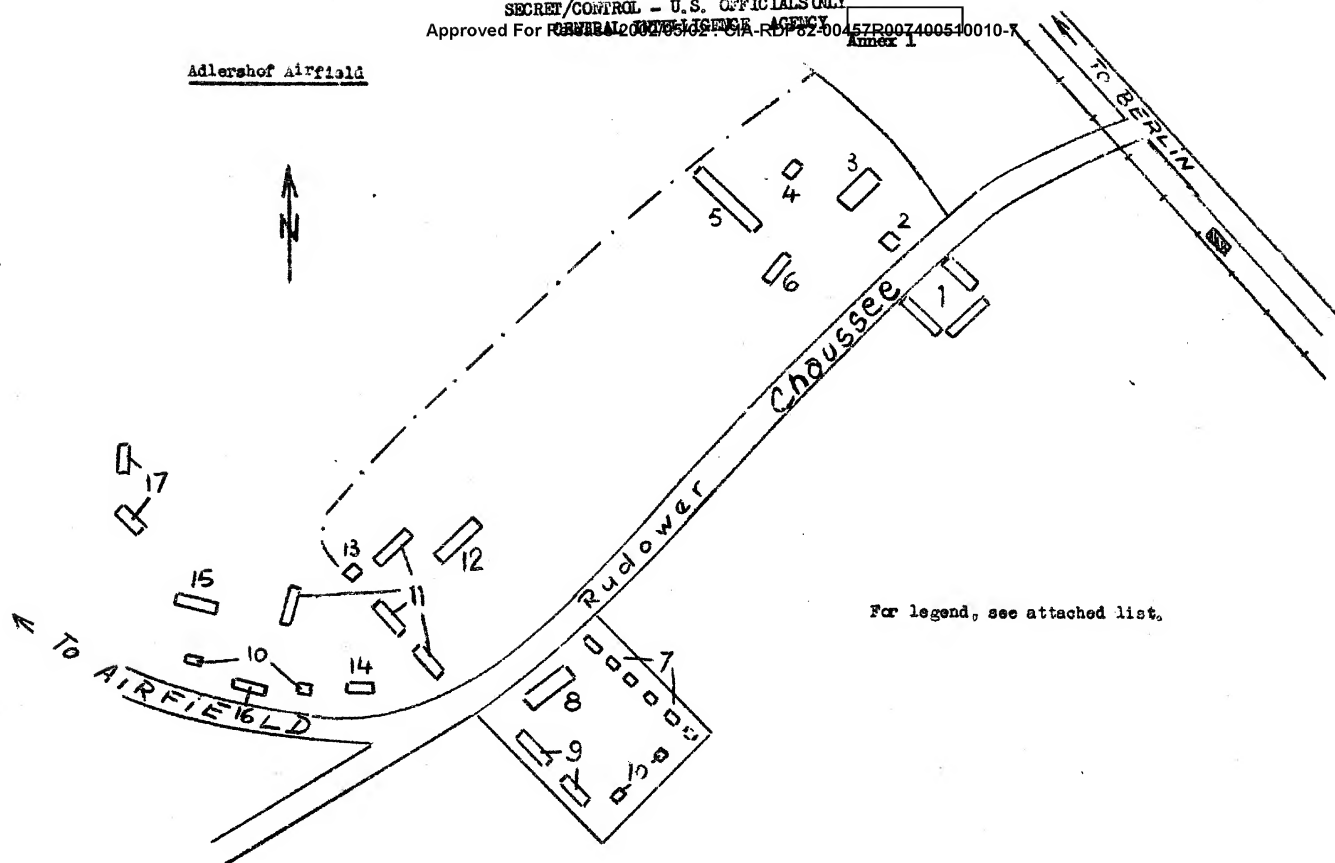 SECRET/CONTROL - U.S. OFFICIALS ONLY
CENTRAL INTELLIGENCE AGENCY
Approved For Release 2002/05/02 : CIA-RDP82-00457R007400510010-7
Annex 1
Adlershof Airfield
N
TO BERLIN
3
4
5
2
6
1
Chaussee
Rudower
17
13
12
15
11
For legend, see attached list.
10
14
7
TO AIRFIELD
16
8
9
10